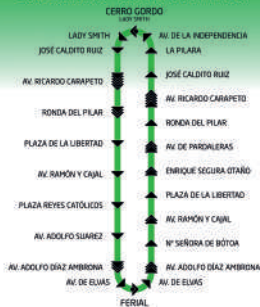 CERRO GORDO
LADY SMITH
LADY SMITH
JOSÉ CALDITO RUIZ
AV. RICARDO CARAPETO
RONDA DEL PILAR
PLAZA DE LA LIBERTAD
AV. RAMÓN Y CAJAL
PLAZA REYES CATÓLICOS
AV. ADOLFO SUAREZ
AV. ADOLFO DÍAZ AMBRONA
AV. DE ELVAS
AV. DE LA INDEPENDENCIA
LA PILARA
JOSÉ CALDITO RUIZ
AV. RICARDO CARAPETO
RONDA DEL PILAR
AV. DE PARDALERAS
ENRIQUE SEGURA OTAÑO
PLAZA DE LA LIBERTAD
AV. RAMÓN Y CAJAL
Nª SEÑORA DE BÓTOA
AV. ADOLFO DÍAZ AMBRONA
AV. DE ELVAS
FERIAL